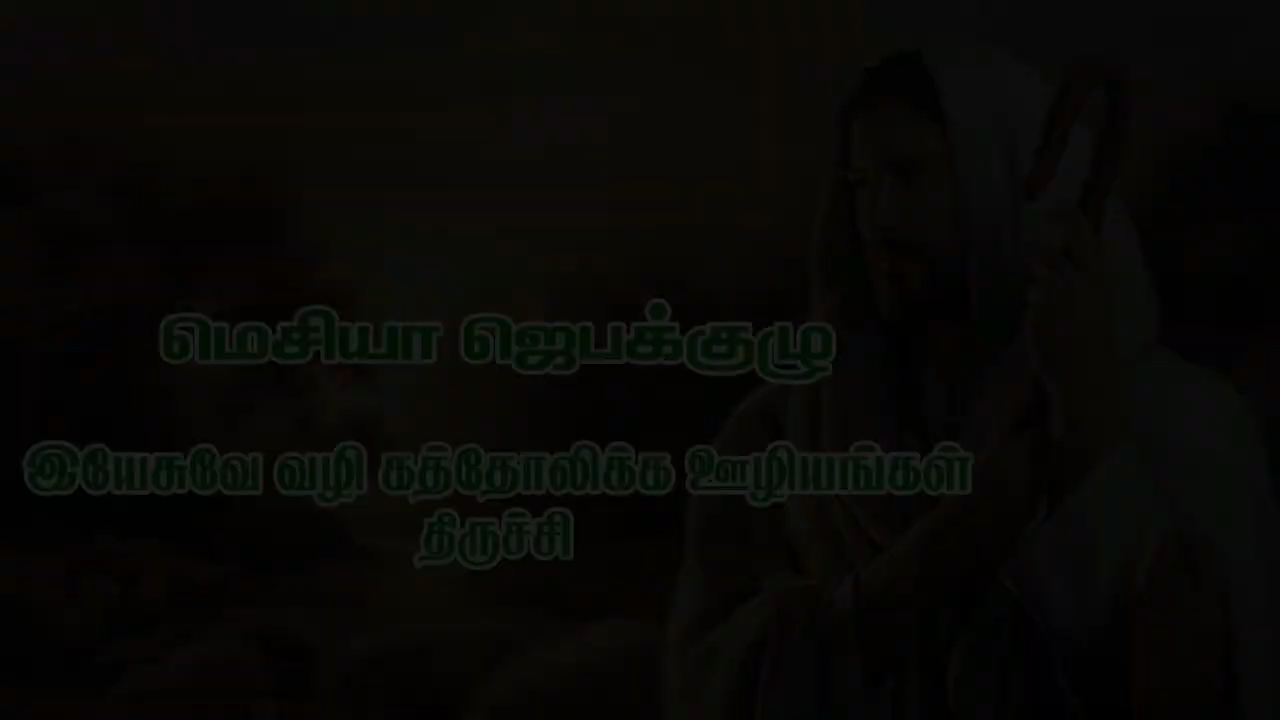 மெசியா ஜெபக்குழு
இயேசுவே வழி கத்தோலிக்க ஊழியங்கள்
திருச்சி